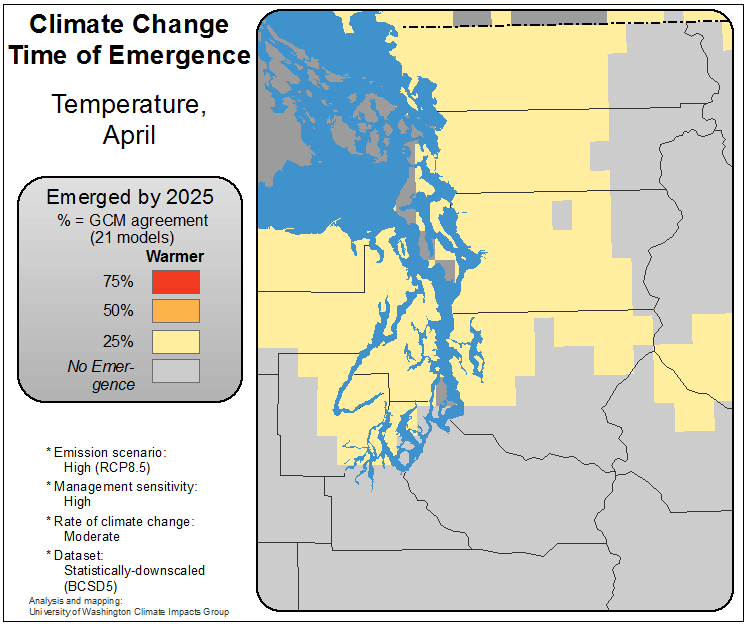 Climate Change
Time of Emergence
Temperature,
April
Emerged by 2025
% = GCM agreement
(21 models)
Warmer
75%
50%
25%
No Emer-
gence
* Emission scenario:
High (RCP8.5)
* Management sensitivity:
High
* Rate of climate change:
Moderate
* Dataset:
Statistically-downscaled
(BCSD5)
Analysis and mapping:
University of Washington Climate Impacts Group